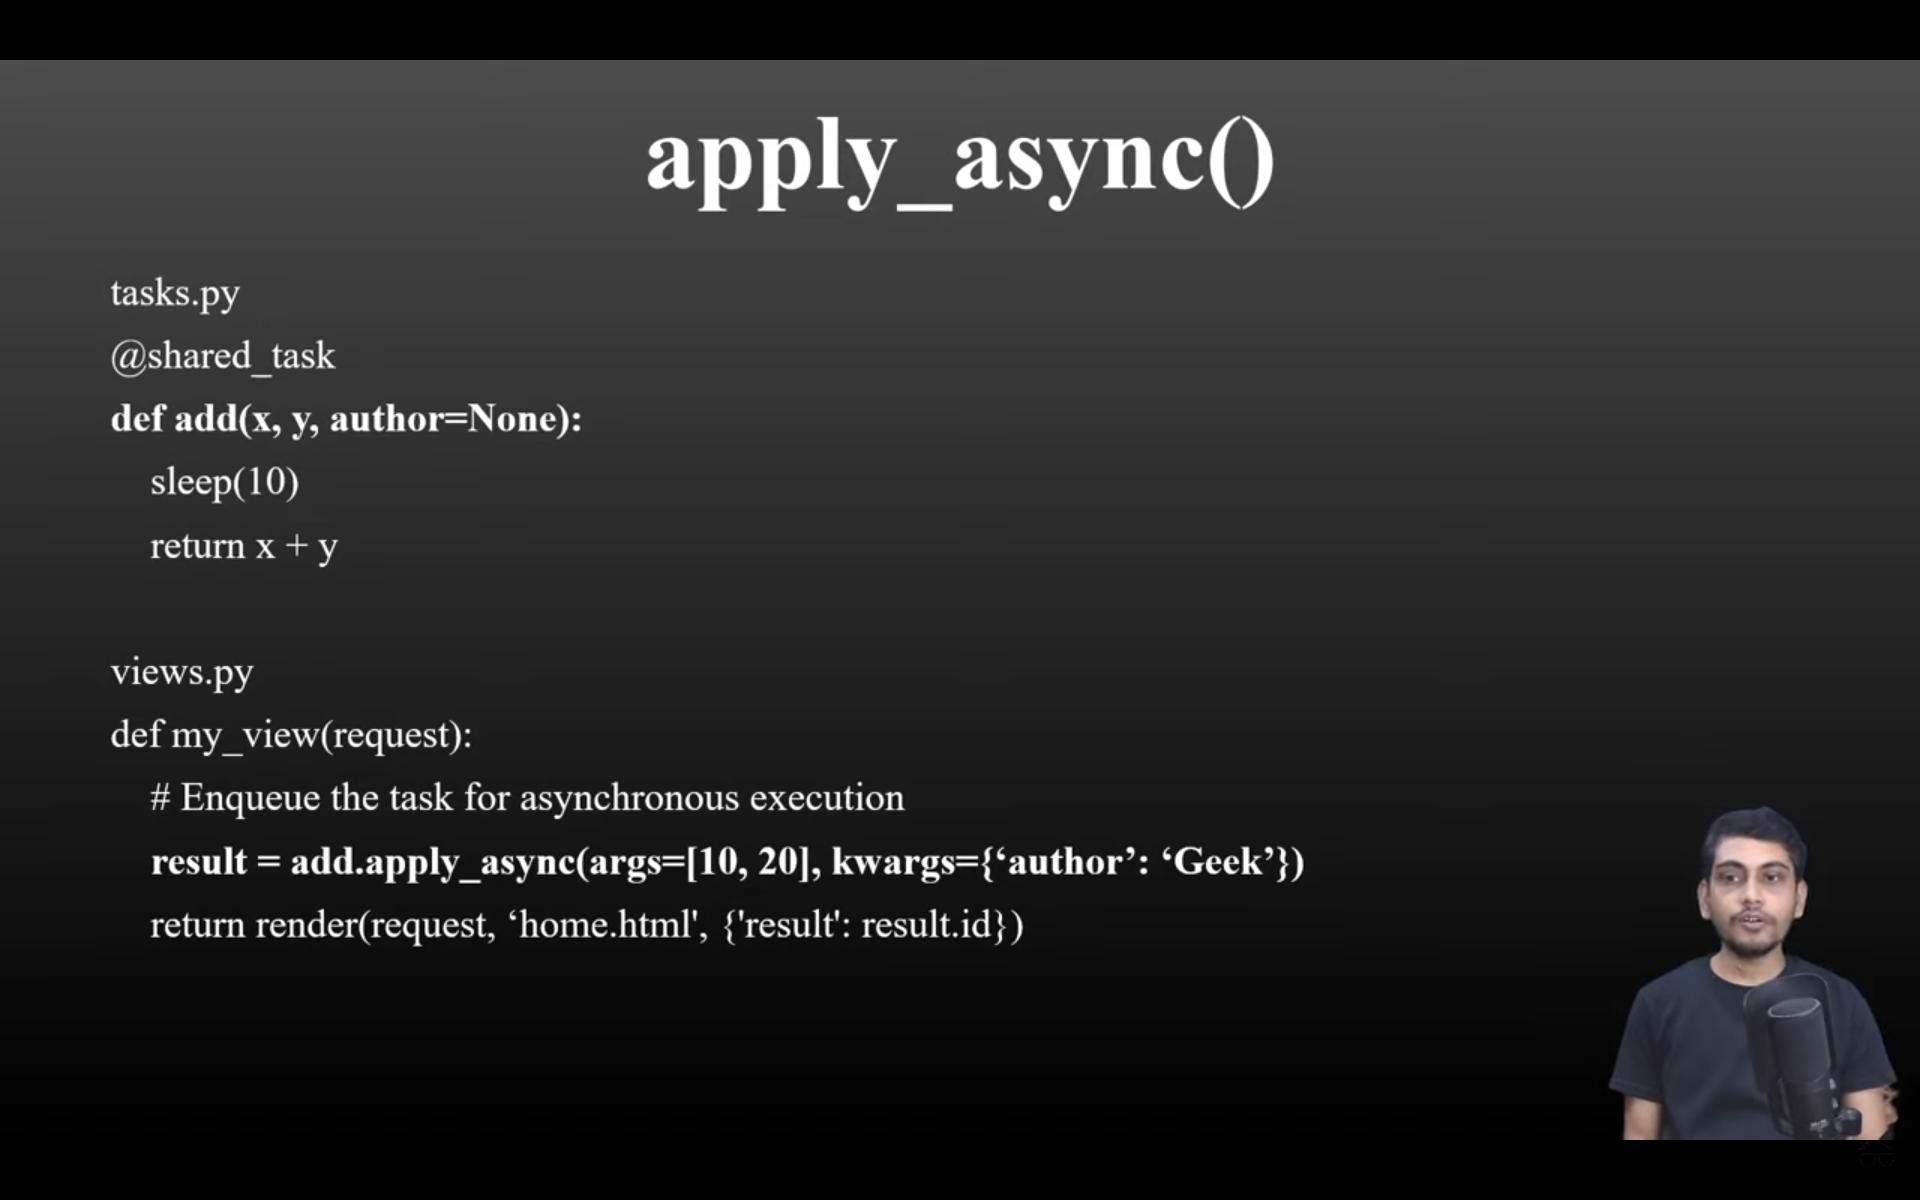 apply_async()
tasks.py
@shared_task
def add(x, y, author=None):
sleep(10)
return x + y
views.py
def my_view(request):
# Enqueue the task for asynchronous execution
result = add.apply_async(args=[10, 20], kwargs={‘author’: ‘Geek’})
return render(request, ‘home.html', {'result': result.id})